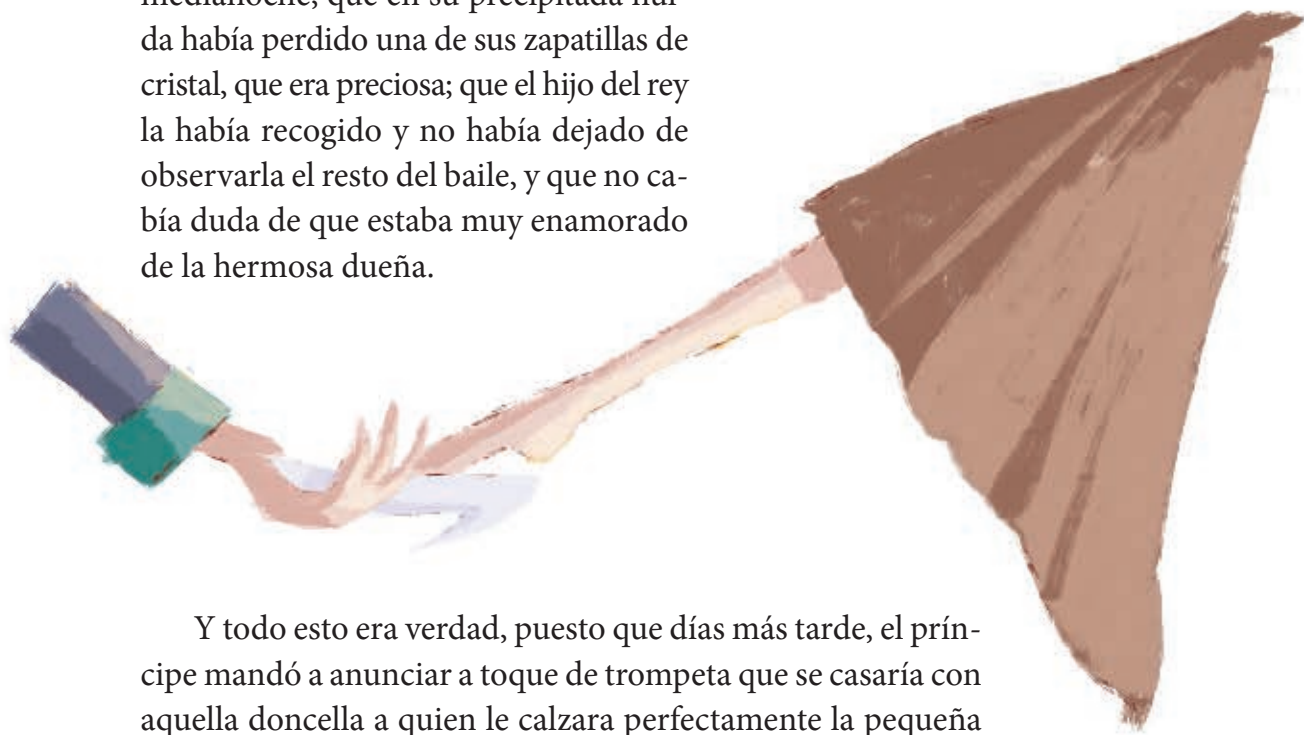 da había perdido una de sus zapatillas de
cristal, que era preciosa; que el hijo del rey
la había recogido y no había dejado de
observarla el resto del baile, y que no ca-
bía duda de que estaba muy enamorado
de la hermosa dueña.
Y todo esto era verdad, puesto que días más tarde, el prín-
cipe mandó a anunciar a toque de trompeta que se casaría con
aquella doncella a quien le calzara perfectamente la pequeña